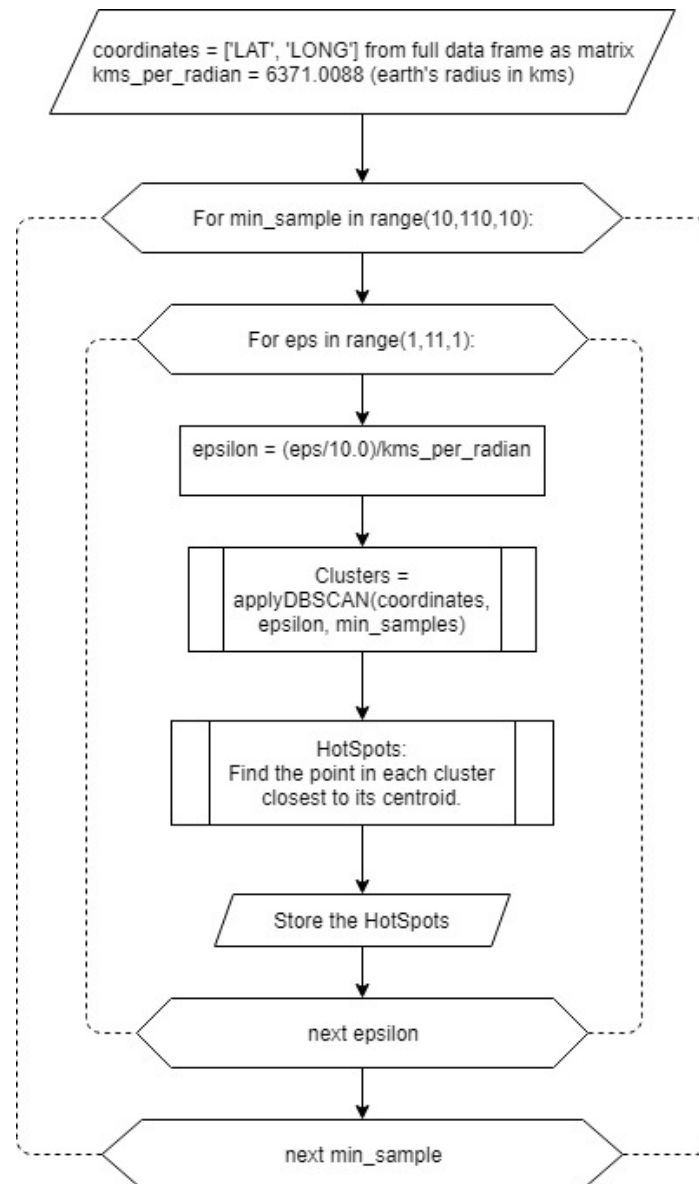 coordinates = ['LAT', 'LONG'] from full data frame as matrix
kms_per_radian = 6371.0088 (earth's radius in kms)
For min_sample in range(10,110,10):
For eps in range(1,11,1):
epsilon = (eps/10.0)/kms_per_radian
Clusters =
applyDBSCAN(coordinates,
epsilon, min_samples)
HotSpots:
Find the point in each cluster
closest to its centroid.
Store the HotSpots
next epsilon
next min_sample